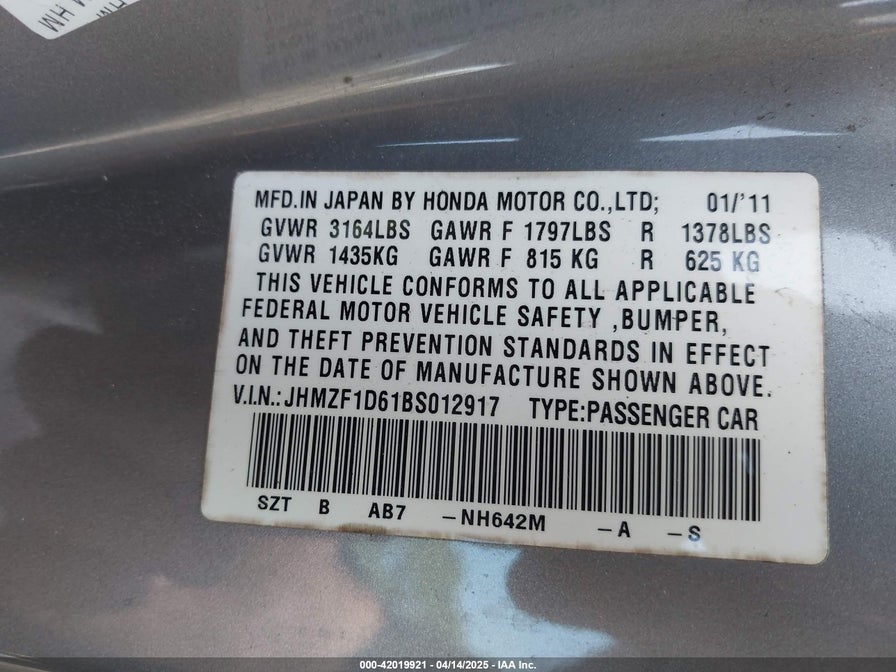 HM
HM
MFD.IN JAPAN BY HONDA MOTOR CO.,LTD; 01/'11
GVWR 3164LBS GAWR F 1797LBS R 1378LBS
GVWR 1435KG GAWR F 815 KG R 625 KG
THIS VEHICLE CONFORMS TO ALL APPLICABLE
FEDERAL MOTOR VEHICLE SAFETY ,BUMPER,
AND THEFT PREVENTION STANDARDS IN EFFECT
ON THE DATE OF MANUFACTURE SHOWN ABOVE.
V.I.N.:JHMZF1D61BS012917 TYPE:PASSENGER CAR
SZT B AB7 -NH642M -A -S
000-42019921 - 04/14/2025 - IAA Inc.